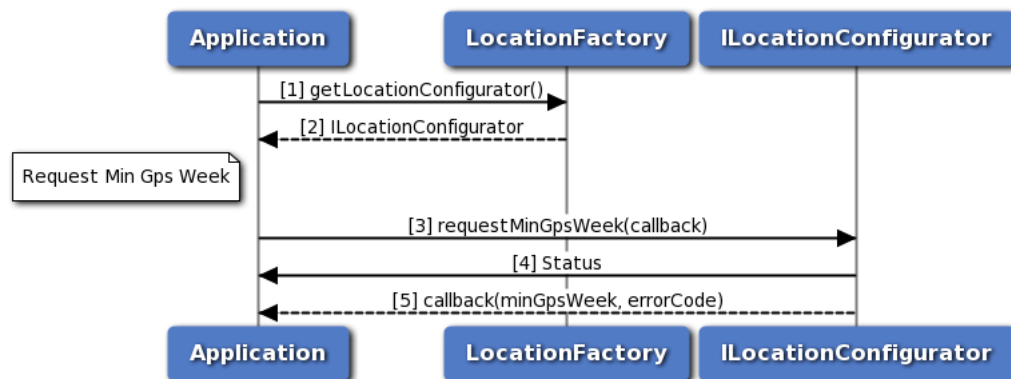 Application
LocationFactory
ILocationConfigurator
[1] getLocationConfigurator()
[2] ILocationConfigurator
Request Min Gps Week
[3] requestMinGpsWeek(callback)
[4] Status
[5] callback(minGpsWeek, errorCode)
Application
LocationFactory
ILocationConfigurator